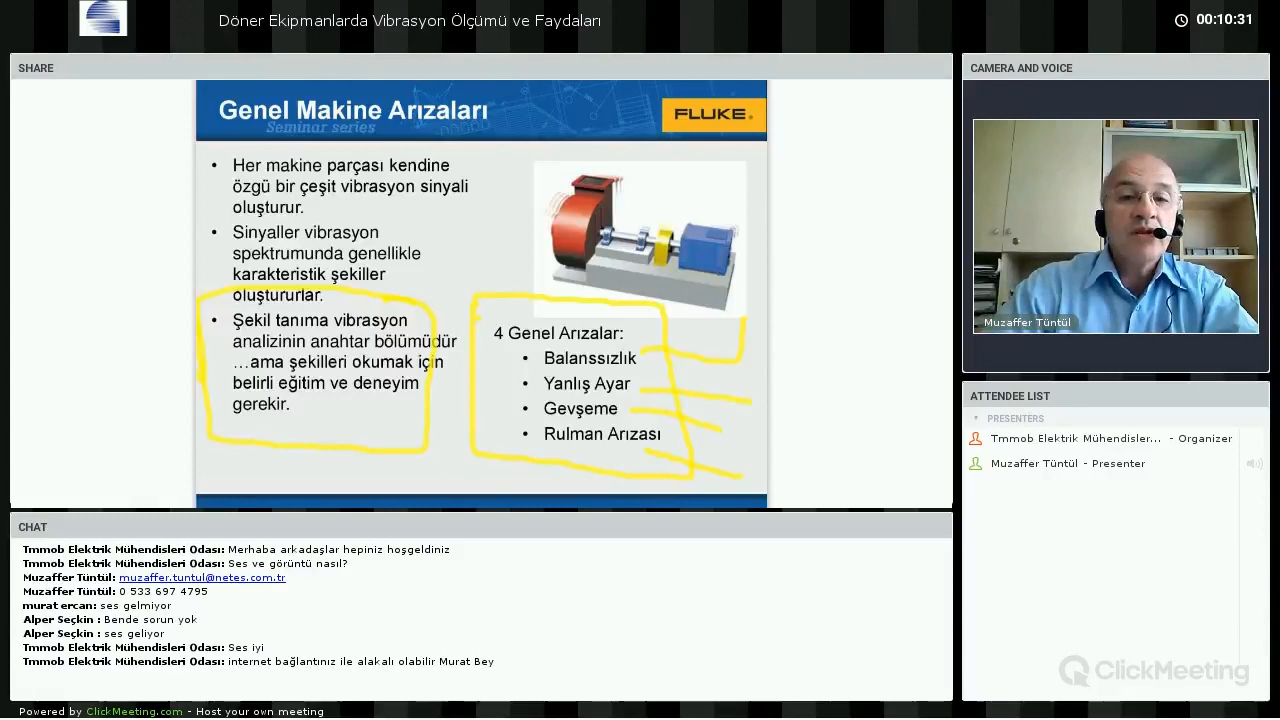 Döner Ekipmanlarda Vibrasyon Ölçümü ve Faydaları
00:10:31
SHARE
Genel Makine Arızaları
Seminar series
FLUKE®
• Her makine parçası kendine
özgü bir çeşit vibrasyon sinyali
oluşturur.
• Sinyaller vibrasyon
spektrumunda genellikle
karakteristik şekiller
oluştururlar.
• Şekil tanıma vibrasyon
analizinin anahtar bölümüdür
…ama şekilleri okumak için
belirli eğitim ve deneyim
gerekir.
4 Genel Arızalar:
• Balanssızlık
• Yanlış Ayar
• Gevşeme
• Rulman Arızası
CAMERA AND VOICE
Muzaffer Tüntül
ATTENDEE LIST
PRESENTERS
Tmmob Elektrik Mühendisler... - Organizer
Muzaffer Tüntül - Presenter
CHAT
Tmmob Elektrik Mühendisleri Odası: Merhaba arkadaşlar hepiniz hoşgeldiniz
Tmmob Elektrik Mühendisleri Odası: Ses ve görüntü nasıl?
Muzaffer Tüntül: muzaffer.tuntul@netes.com.tr
Muzaffer Tüntül: 0 533 697 4795
murat ercan: ses gelmiyor
Alper Seçkin : Bende sorun yok
Alper Seçkin : ses geliyor
Tmmob Elektrik Mühendisleri Odası: Ses iyi
Tmmob Elektrik Mühendisleri Odası: internet bağlantınız ile alakalı olabilir Murat Bey
ClickMeeting
Powered by ClickMeeting.com - Host your own meeting